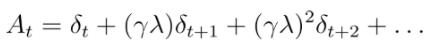 A_t = δ_t + (γλ)δ_{t+1} + (γλ)^2δ_{t+2} + ...